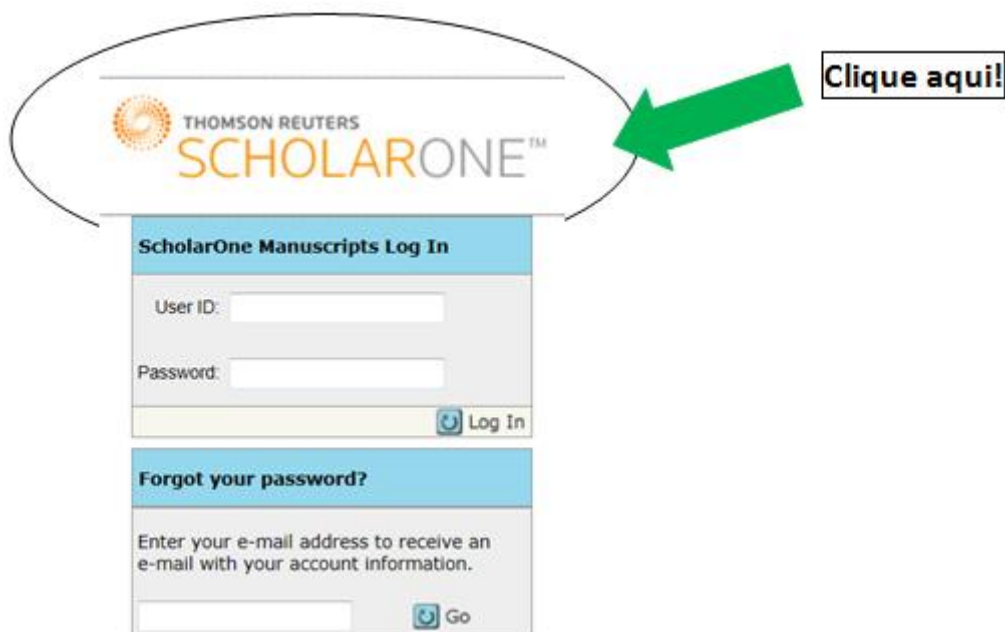 Clique aqui!
THOMSON REUTERS
SCHOLARONE™
ScholarOne Manuscripts Log In
User ID:
Password:
Log In
Forgot your password?
Enter your e-mail address to receive an
e-mail with your account information.
Go